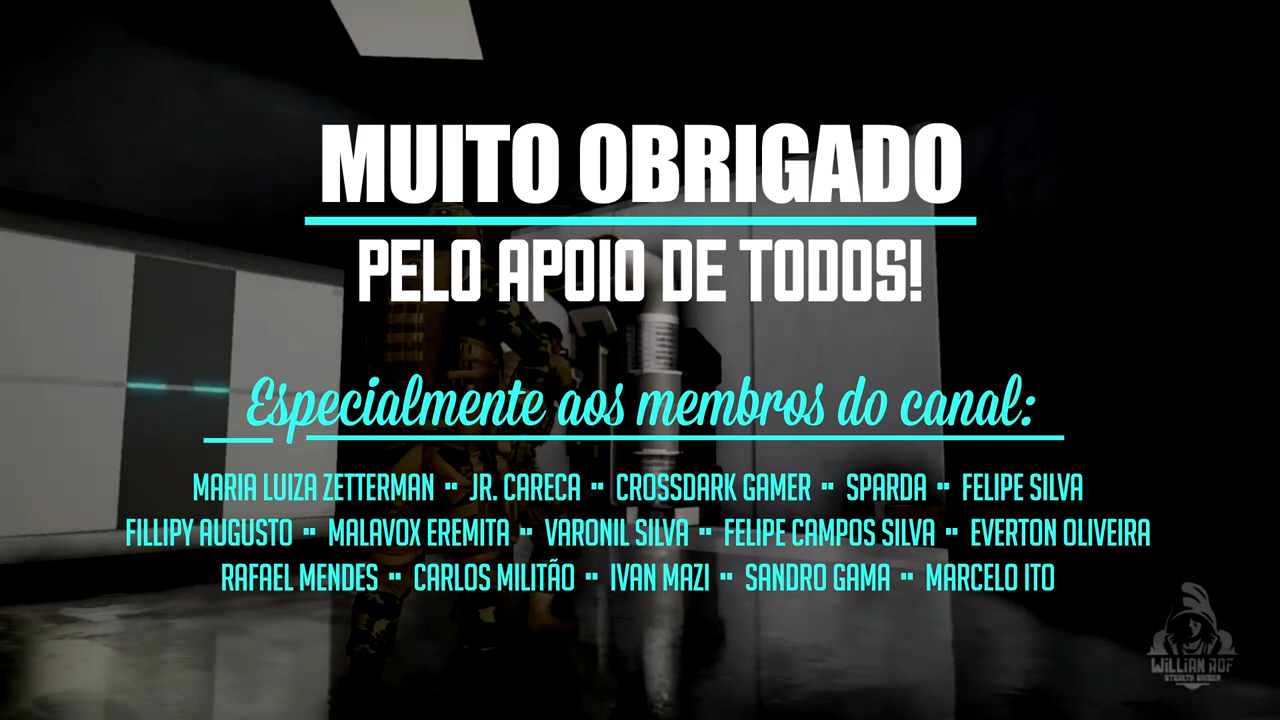 MUITO OBRIGADO
PELO APOIO DE TODOS!
Especialmente aos membros do canal:
MARIA LUIZA ZETTERMAN ▪▪ JR. CARECA ▪▪ CROSSDARK GAMER ▪▪ SPARDA ▪▪ FELIPE SILVA
FILLIPY AUGUSTO ▪▪ MALAVOX EREMITA ▪▪ VARONIL SILVA ▪▪ FELIPE CAMPOS SILVA ▪▪ EVERTON OLIVEIRA
RAFAEL MENDES ▪▪ CARLOS MILITÃO ▪▪ IVAN MAZI ▪▪ SANDRO GAMA ▪▪ MARCELO ITO
WILLIAN ROF
STEALTH GAMER